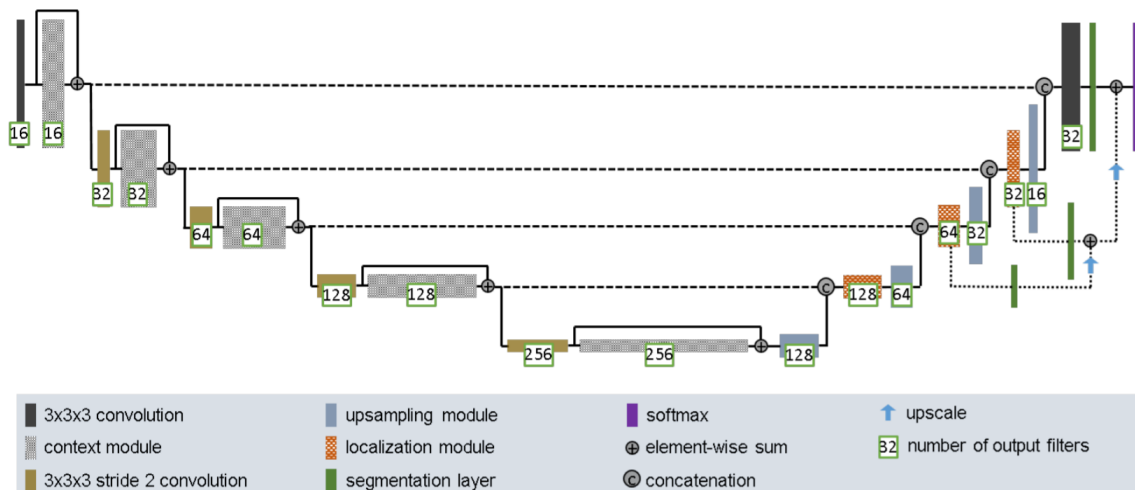 16
16
32
32
64
64
128
128
256
256
128
C
128
64
C
64
32
C
32
16
C
32
3x3x3 convolution
context module
3x3x3 stride 2 convolution
upsampling module
localization module
segmentation layer
softmax
element-wise sum
C concatenation
upscale
32 number of output filters